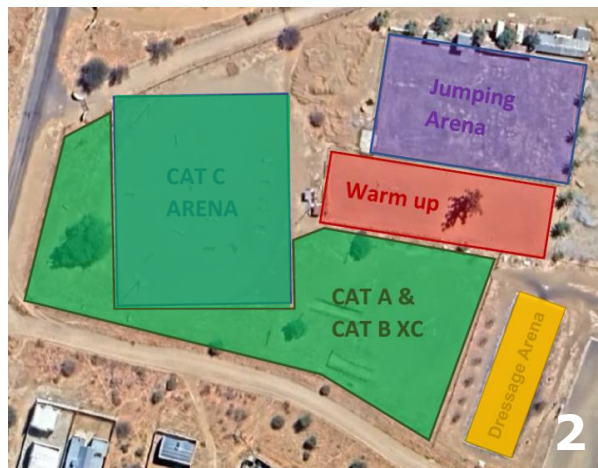 Jumping
Arena
CAT C
ARENA
Warm up
CAT A &
CAT B XC
Dressage Arena
2